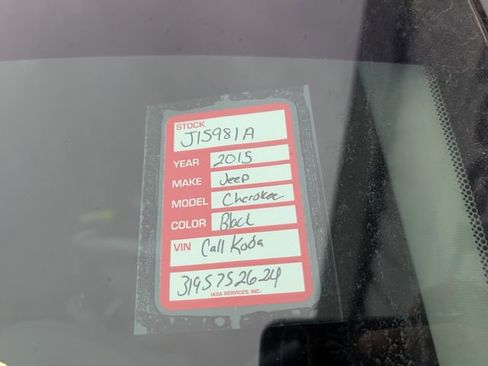 STOCK
J15981A
YEAR 2015
MAKE Jeep
MODEL Cherokee
COLOR Black
VIN Call Koda
3195752624
IADA SERVICES, INC.